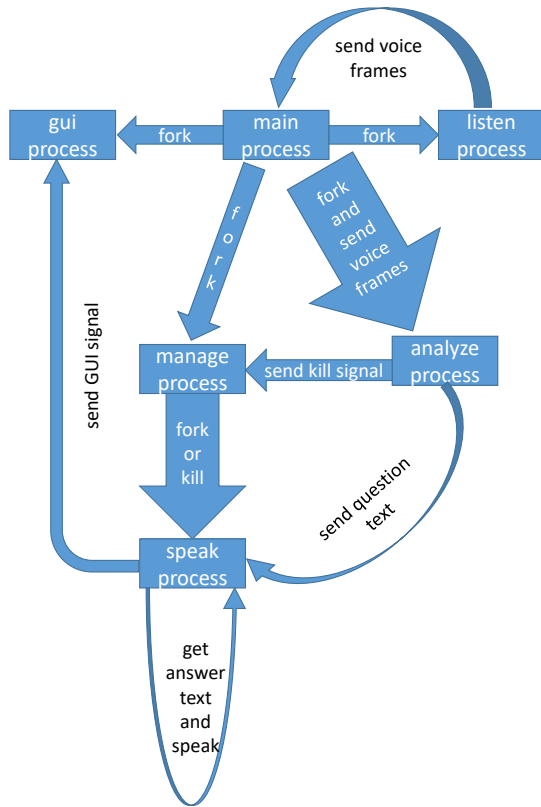 send voice
frames
gui
process
fork
main
process
fork
listen
process
fork
fork
and
send
voice
frames
send GUI signal
manage
process
send kill signal
analyze
process
fork
or
kill
send question
text
speak
process
get
answer
text
and
speak